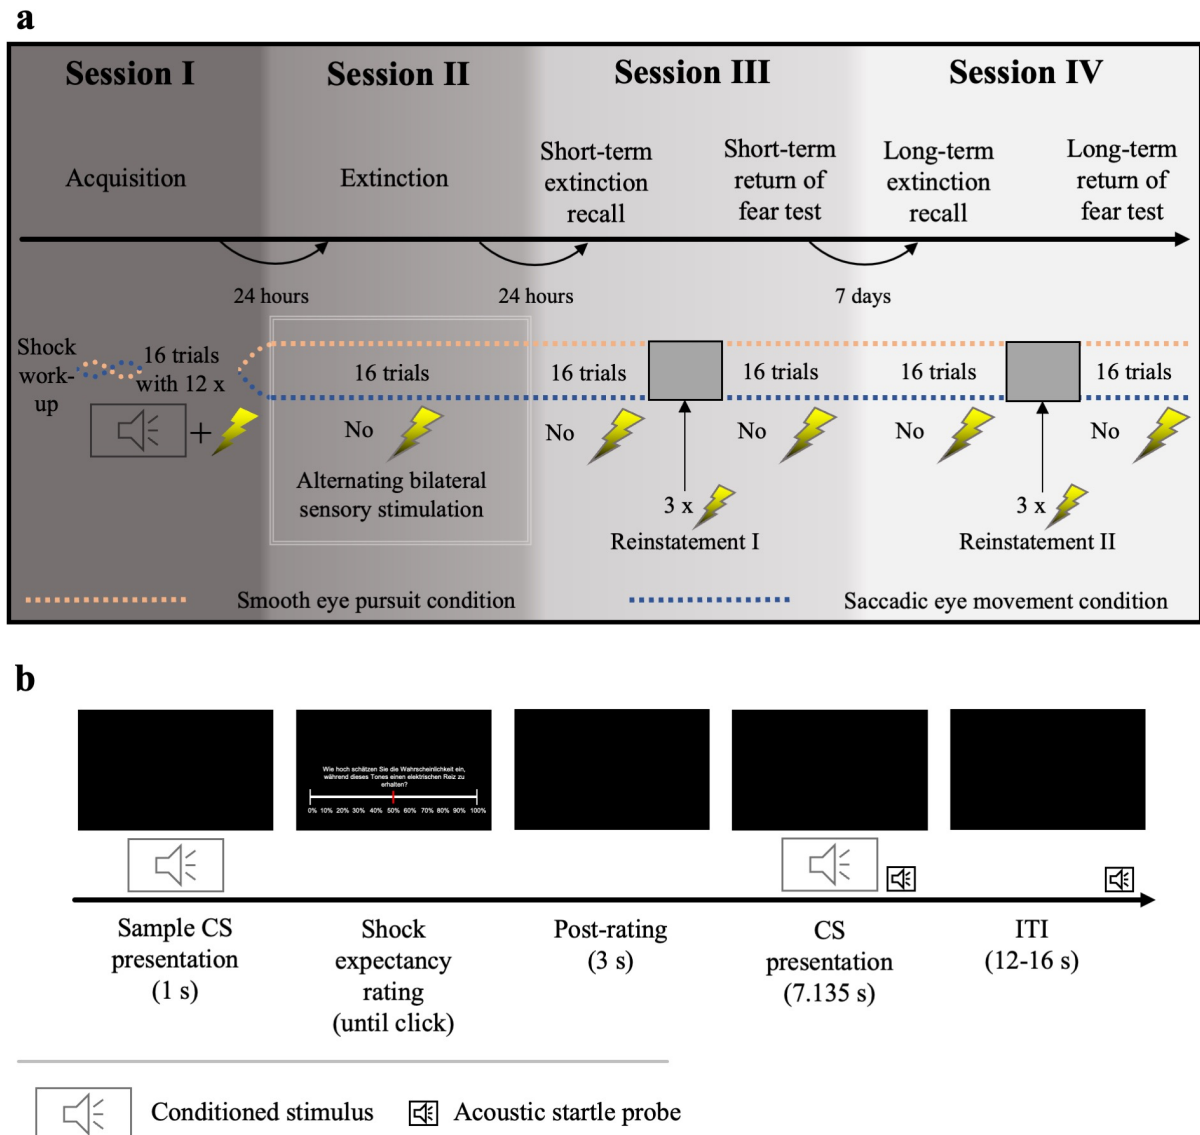 a
Session I
Session II
Session III
Session IV
Acquisition
Extinction
Short-term
extinction
recall
Short-term
return of
fear test
Long-term
extinction
recall
Long-term
return of
fear test
24 hours
24 hours
7 days
Shock
work-
up
16 trials
with 12 x
+
16 trials
No
Alternating bilateral
sensory stimulation
16 trials
No
3 x
Reinstatement I
16 trials
No
16 trials
No
3 x
Reinstatement II
16 trials
No
Smooth eye pursuit condition
Saccadic eye movement condition
b
Wie hoch schätzen Sie die Wahrscheinlichkeit ein,
während dieses Tones einen elektrischen Reiz zu
erhalten?
0% 10% 20% 30% 40% 50% 60% 70% 80% 90% 100%
Sample CS
presentation
(1 s)
Shock
expectancy
rating
(until click)
Post-rating
(3 s)
CS
presentation
(7.135 s)
ITI
(12-16 s)
Conditioned stimulus
Acoustic startle probe